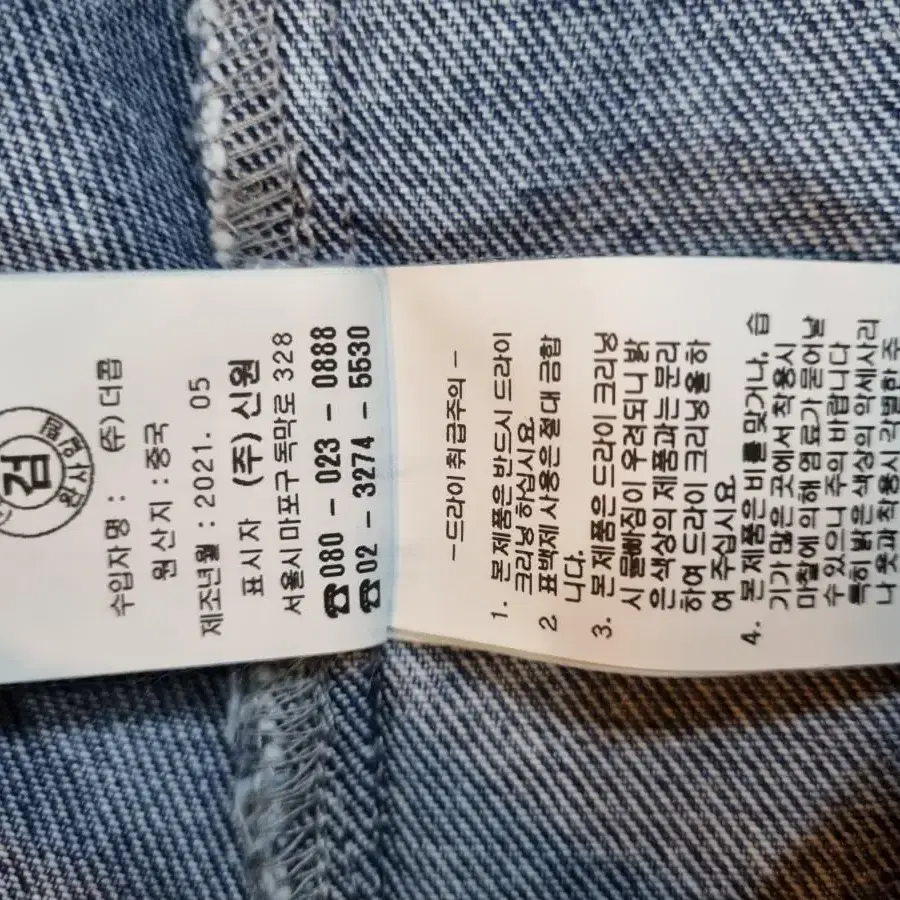 검
수입자명 : (주) 더콥
원산지 : 중국
제조년월 : 2021. 05
표시자 (주) 신원
서울시 마포구 독막로 328
☎080 - 023 - 0888
☎02 - 3274 - 5530
-드라이 취급주의 -
1. 본 제품은 반드시 드라이
크리닝 하십시요.
2. 표백제 사용은 절대 금합
니다.
3. 본 제품은 드라이 크리닝
시 물빠짐이 우려되니 밝
은 색상의 제품과는 분리
하여 드라이 크리닝을 하
여 주십시요.
4. 본 제품은 비를 맞거나, 습
기가 많은 곳에서 착용시
마찰에 의해 염료가 묻어날
수 있으니 주의 바랍니다
특히 밝은 색상의 악세사리
나 옷과 착용시 각별한 주